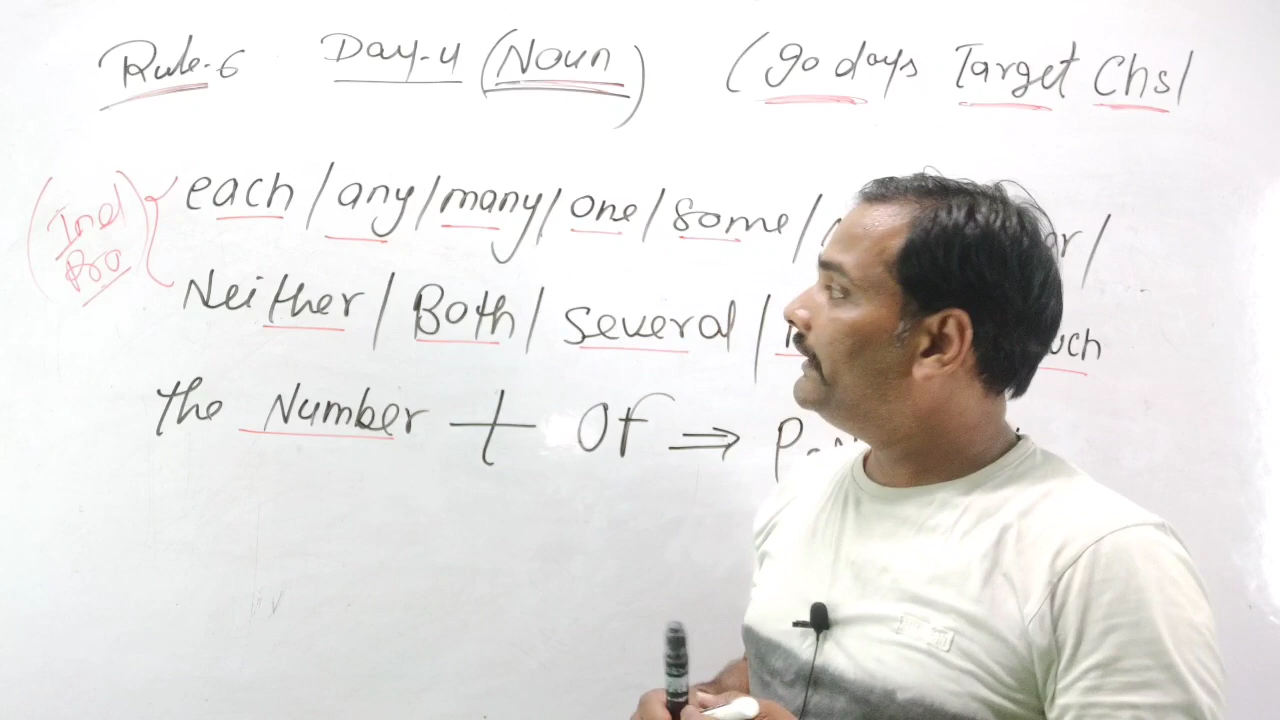 Rule-6 Day-4 (Noun) (90 days Target Chsl
(Ind Pro) { each / any / many / one / some /
Neither / Both / Several /
the Number + Of ⇒